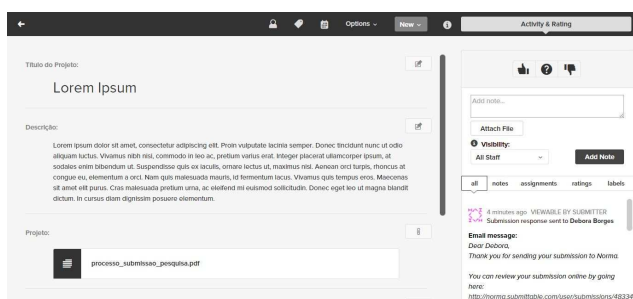 Options
New
Activity & Rating
Título do Projeto:
Lorem Ipsum
Descrição:
Lorem ipsum dolor sit amet, consectetur adipiscing elit. Proin vulputate lacinia semper. Donec tincidunt nunc ut odio
aliquam luctus. Vivamus nibh nisi, commodo in leo ac, pretium varius erat. Integer placerat ullamcorper ipsum, at
sodales enim bibendum ut. Suspendisse quis ex iaculis, ornare lectus ut, maximus nisi. Aenean orci turpis, rhoncus at
congue eu, elementum a orci. Nam quis malesuada mauris, id fermentum lacus. Vivamus quis tempus eros. Maecenas
sit amet elit purus. Cras malesuada pretium urna, ac eleifend mi euismod sollicitudin. Donec eget leo ut magna blandit
dictum. In cursus diam dignissim posuere elementum.
Projeto:
processo_submissao_pesquisa.pdf
Add note...
Attach File
Visibility:
All Staff
Add Note
all notes assignments ratings labels
4 minutes ago VIEWABLE BY SUBMITTER
Submission response sent to Debora Borges
Email message:
Dear Debora,
Thank you for sending your submission to Norma.
You can review your submission online by going
here:
http://norma.submittable.com/user/submissions/48334